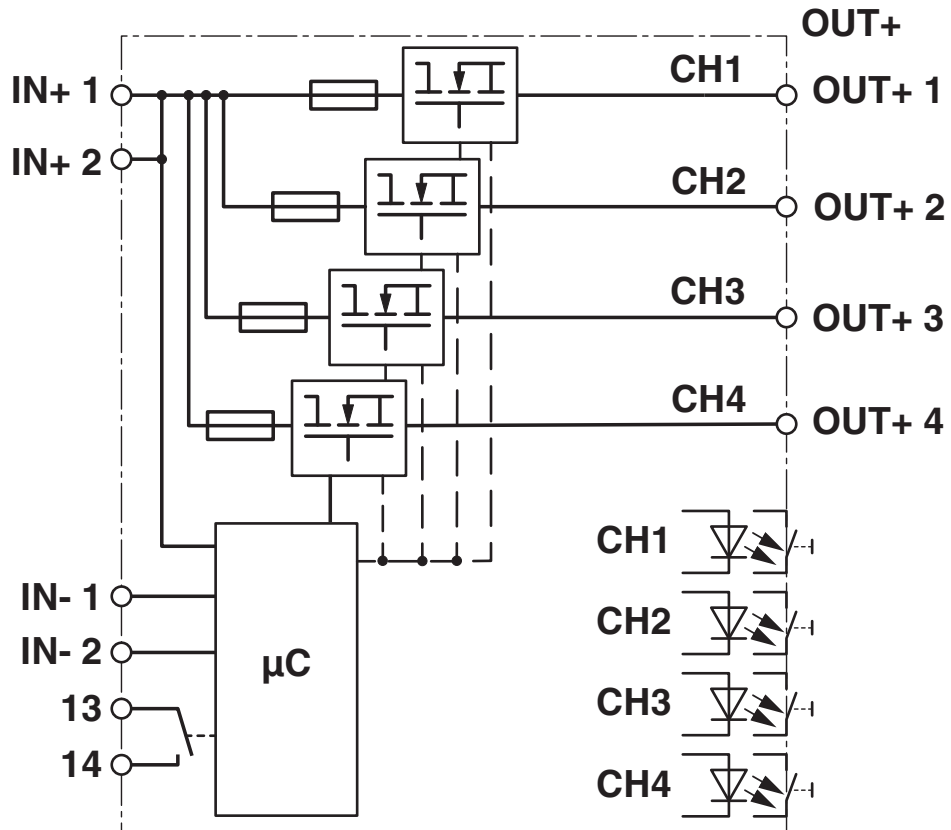 OUT+
IN+ 1
CH1
OUT+ 1
IN+ 2
CH2
OUT+ 2
CH3
OUT+ 3
CH4
OUT+ 4
CH1
IN- 1
CH2
IN- 2
µC
13
CH3
14
CH4